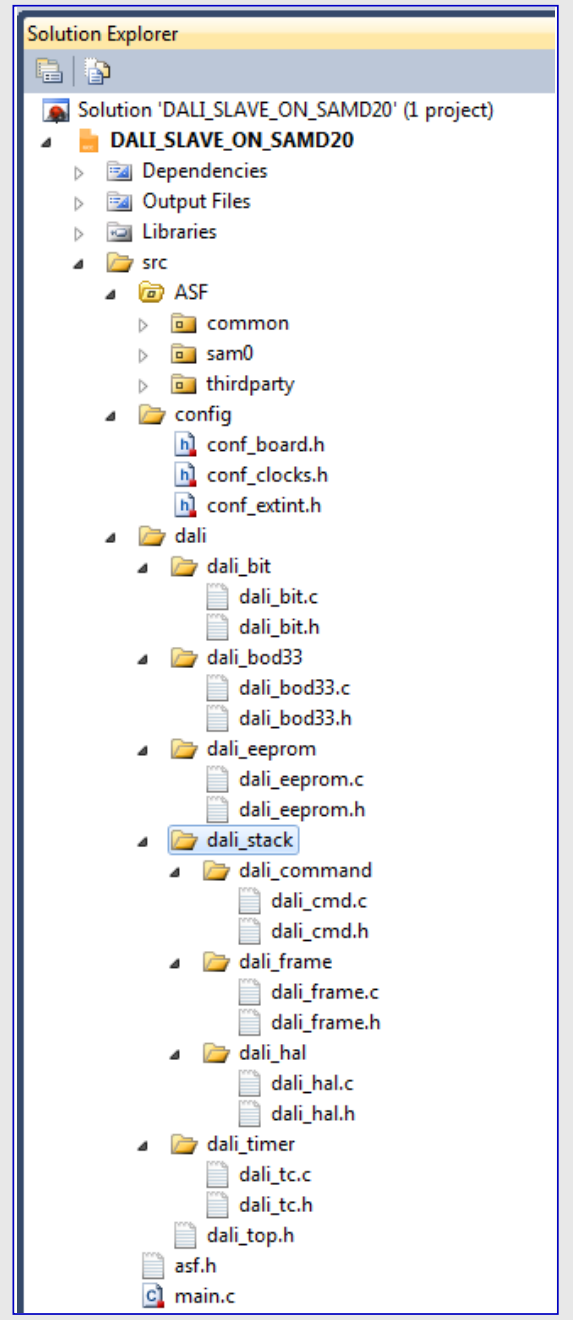 Solution Explorer
Solution 'DALI_SLAVE_ON_SAMD20' (1 project)
DALI_SLAVE_ON_SAMD20
Dependencies
Output Files
Libraries
src
ASF
common
sam0
thirdparty
config
conf_board.h
conf_clocks.h
conf_extint.h
dali
dali_bit
dali_bit.c
dali_bit.h
dali_bod33
dali_bod33.c
dali_bod33.h
dali_eeprom
dali_eeprom.c
dali_eeprom.h
dali_stack
dali_command
dali_cmd.c
dali_cmd.h
dali_frame
dali_frame.c
dali_frame.h
dali_hal
dali_hal.c
dali_hal.h
dali_timer
dali_tc.c
dali_tc.h
dali_top.h
asf.h
main.c